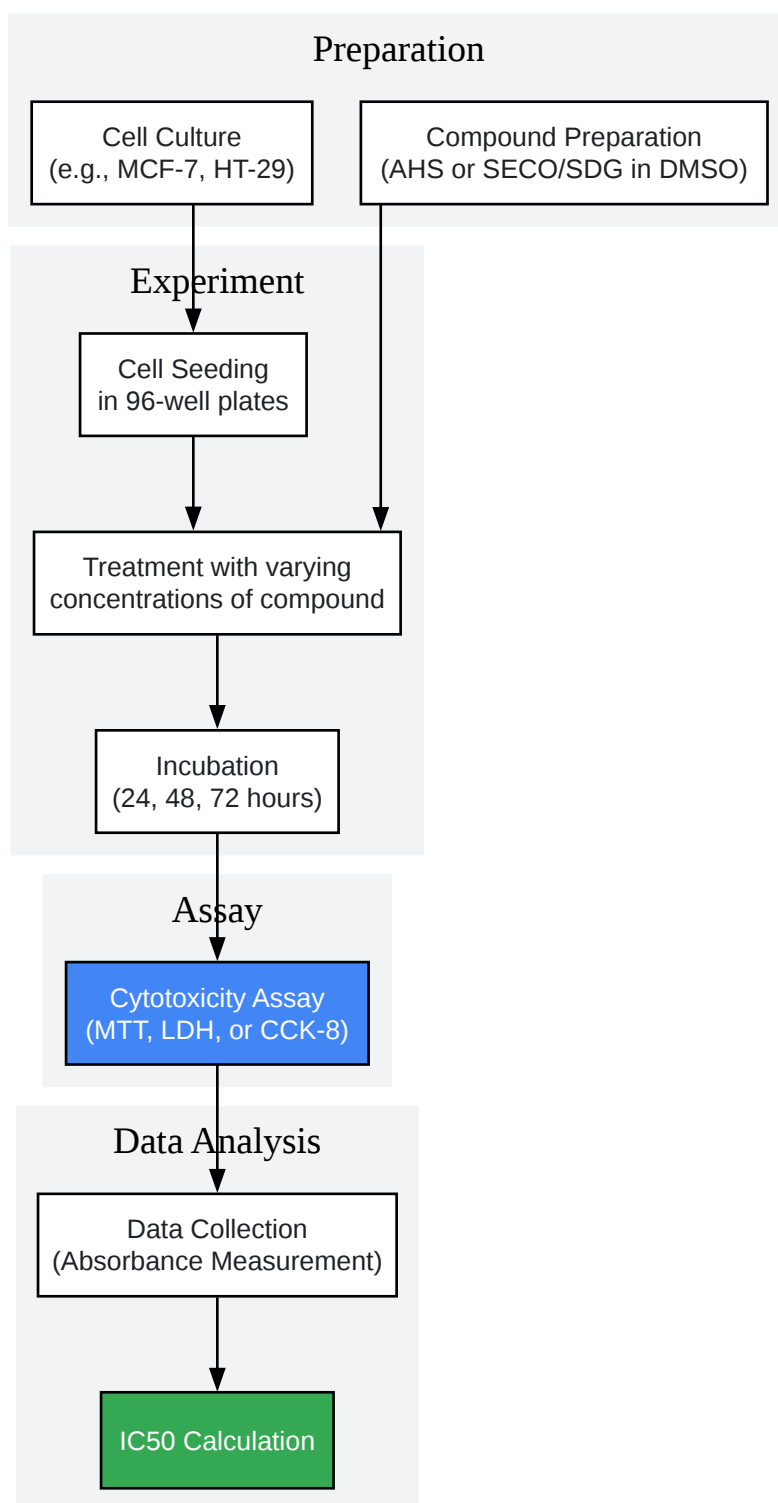 Preparation
Cell Culture
(e.g., MCF-7, HT-29)
Compound Preparation
(AHS or SECO/SDG in DMSO)
Experiment
Cell Seeding
in 96-well plates
Treatment with varying
concentrations of compound
Incubation
(24, 48, 72 hours)
Assay
Cytotoxicity Assay
(MTT, LDH, or CCK-8)
Data Analysis
Data Collection
(Absorbance Measurement)
IC50 Calculation